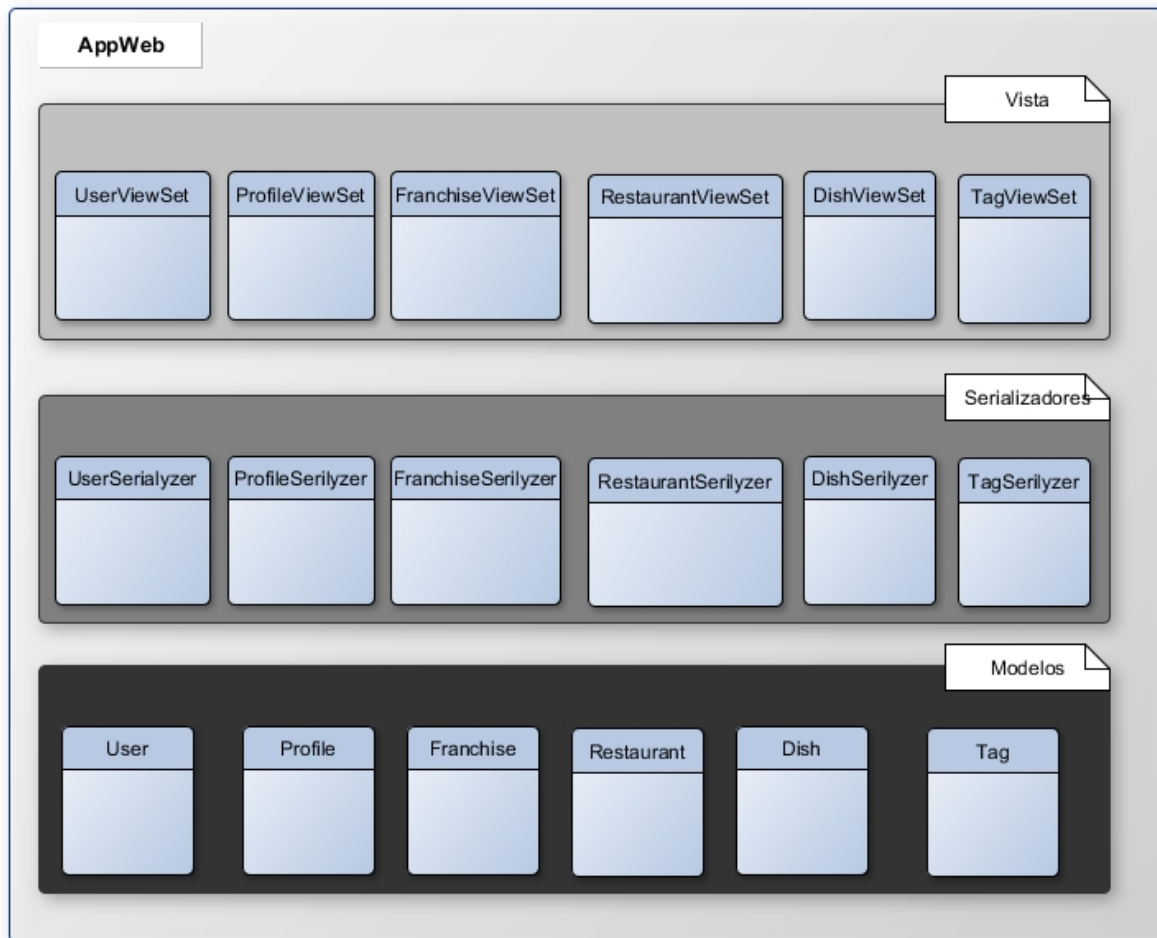 AppWeb
Vista
UserViewSet
ProfileViewSet
FranchiseViewSet
RestaurantViewSet
DishViewSet
TagViewSet
Serializadores
UserSerialyzer
ProfileSerilyzer
FranchiseSerilyzer
RestaurantSerilyzer
DishSerilyzer
TagSerilyzer
Modelos
User
Profile
Franchise
Restaurant
Dish
Tag